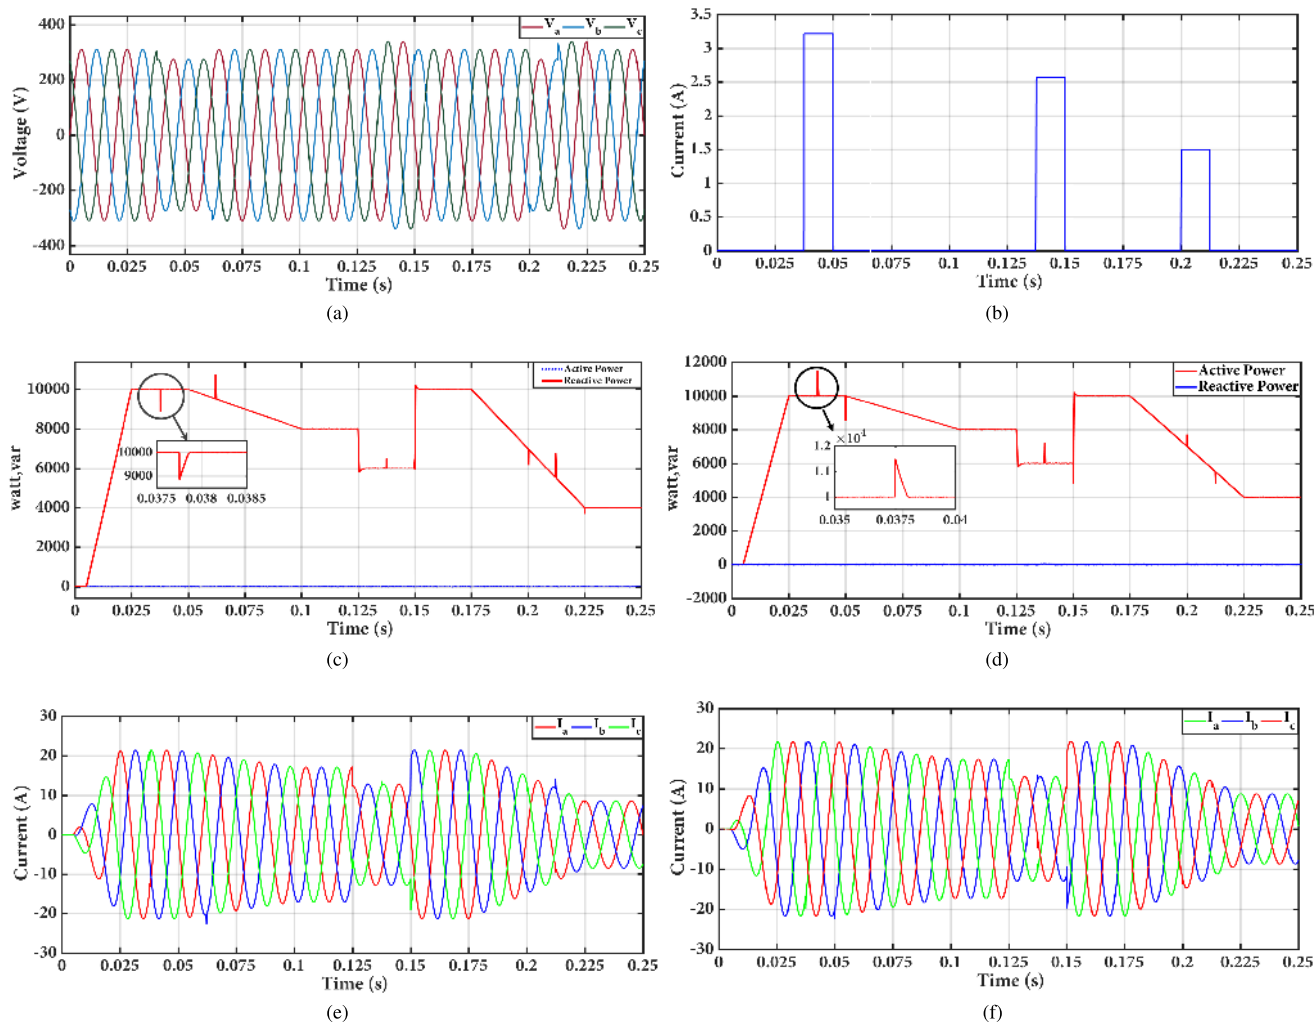 400
200
0
-200
-400
Voltage (V)
V_a V_b V_c
0 0.025 0.05 0.075 0.1 0.125 0.15 0.175 0.2 0.225 0.25
Time (s)
(a)
3.5
3
2.5
2
1.5
1
0.5
0
Current (A)
0 0.025 0.05 0.075 0.1 0.125 0.15 0.175 0.2 0.225 0.25
Time (s)
(b)
10000
8000
6000
4000
2000
0
watt,var
Active Power
Reactive Power
10000
9000
0.0375 0.038 0.0385
0 0.025 0.05 0.075 0.1 0.125 0.15 0.175 0.2 0.225 0.25
Time (s)
(c)
12000
10000
8000
6000
4000
2000
0
-2000
watt,var
Active Power
Reactive Power
×10^4
1.2
1.1
1
0.035 0.0375 0.04
0 0.025 0.05 0.075 0.1 0.125 0.15 0.175 0.2 0.225 0.25
Time (s)
(d)
30
20
10
0
-10
-20
-30
Current (A)
I_a I_b I_c
0 0.025 0.05 0.075 0.1 0.125 0.15 0.175 0.2 0.225 0.25
Time (s)
(e)
30
20
10
0
-10
-20
-30
Current (A)
I_a I_b I_c
0 0.025 0.05 0.075 0.1 0.125 0.15 0.175 0.2 0.225 0.25
Time (s)
(f)